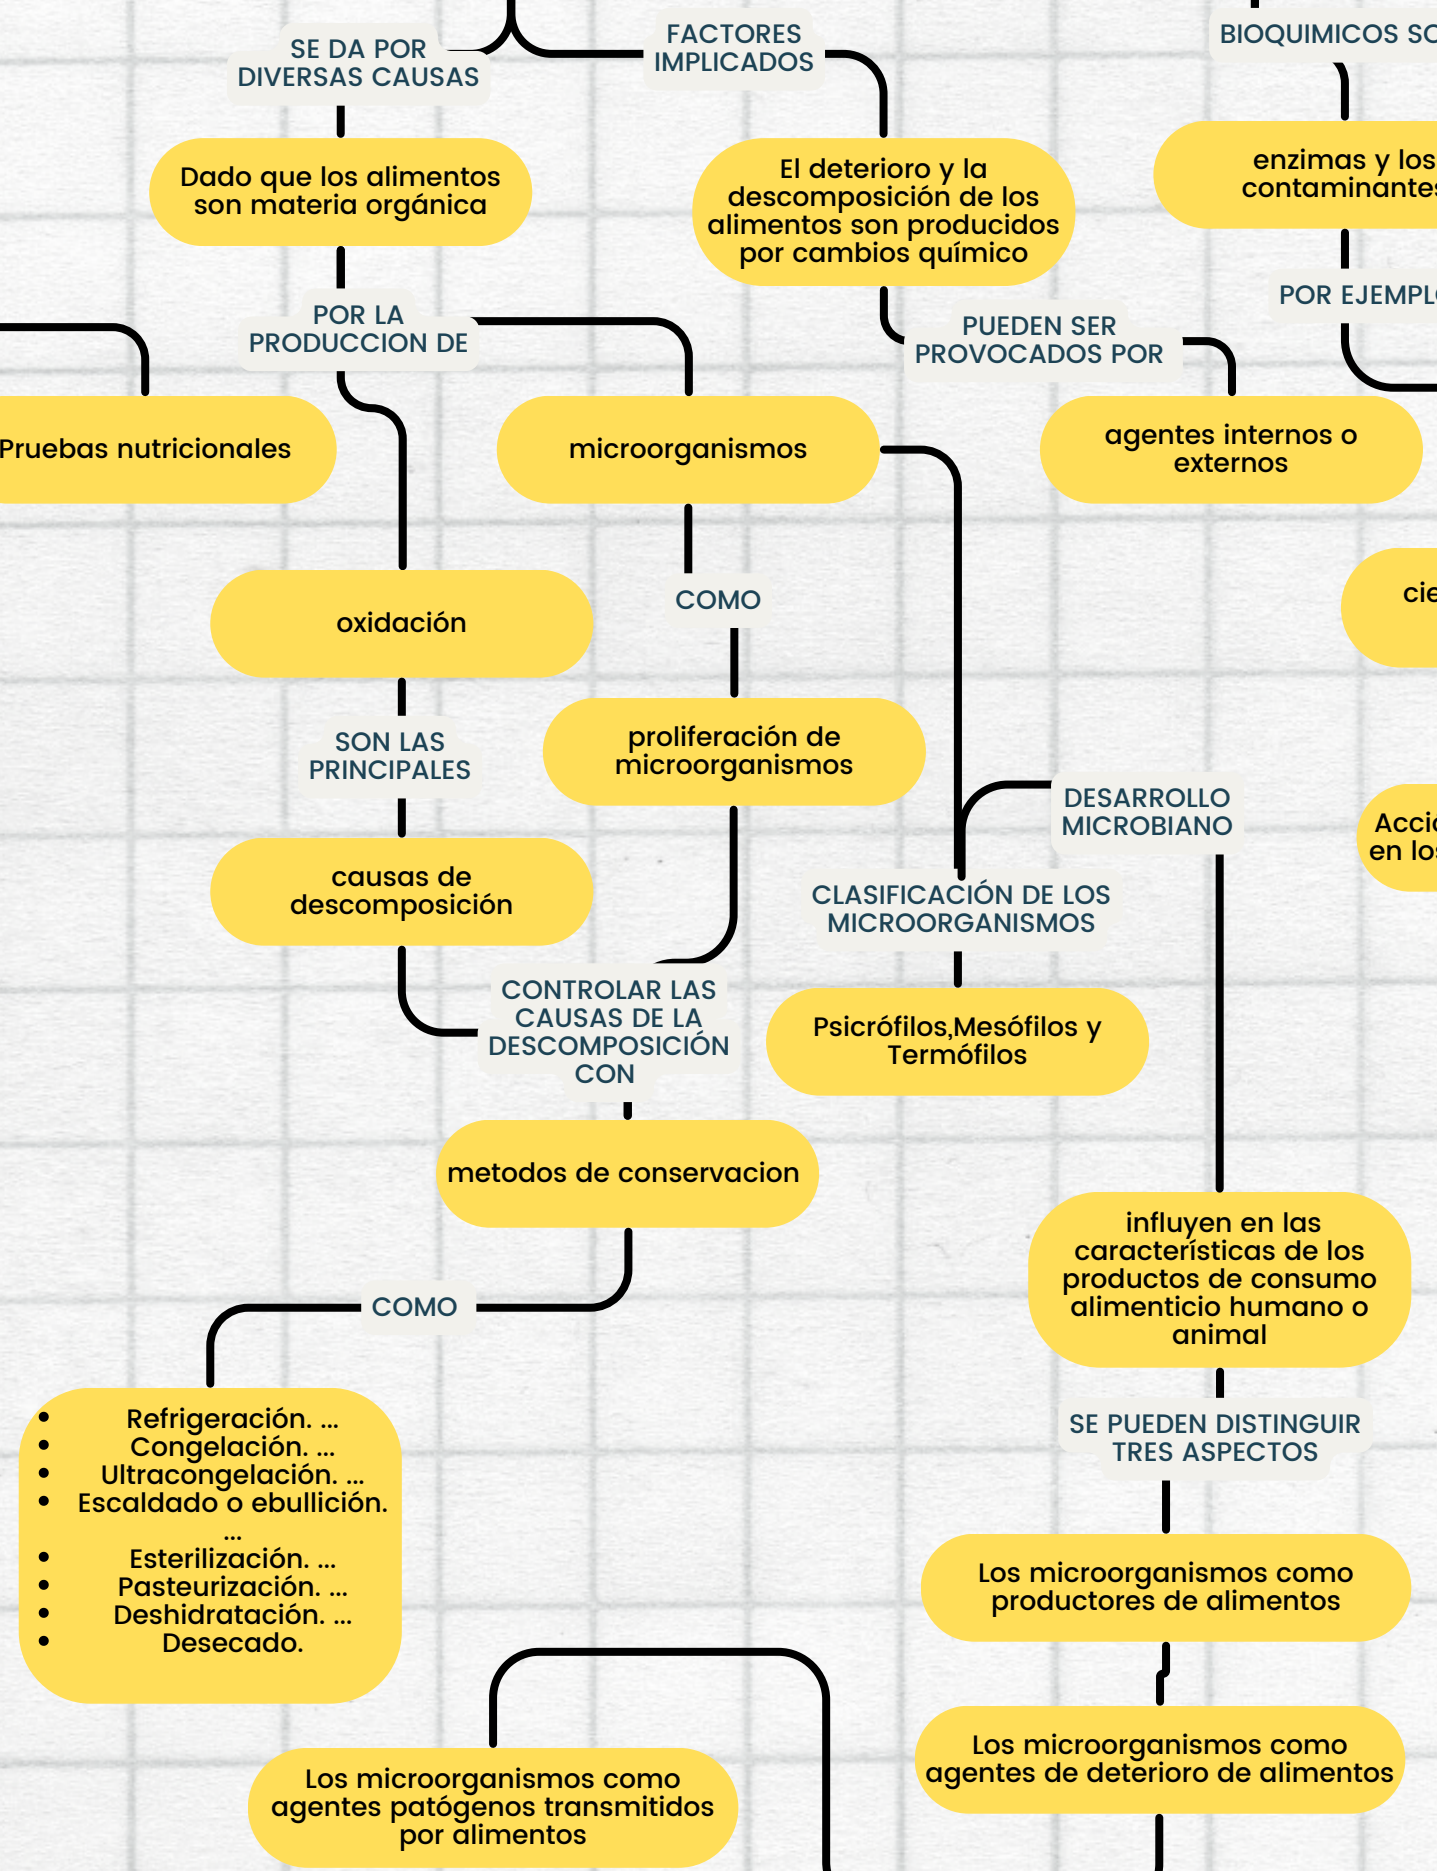 SE DA POR
DIVERSAS CAUSAS
FACTORES
IMPLICADOS
BIOQUIMICOS
Dado que los alimentos
son materia orgánica
El deterioro y la
descomposición de los
alimentos son producidos
por cambios químico
enzimas y los
contaminantes
POR LA
PRODUCCION DE
PUEDEN SER
PROVOCADOS POR
POR
Pruebas nutricionales
microorganismos
agentes internos o
externos
oxidación
COMO
SON LAS
PRINCIPALES
proliferación de
microorganismos
DESARROLLO
MICROBIANO
en
causas de
descomposición
CLASIFICACIÓN DE LOS
MICROORGANISMOS
CONTROLAR LAS
CAUSAS DE LA
DESCOMPOSICIÓN
CON
Psicrófilos,Mesófilos y
Termófilos
metodos de conservacion
influyen en las
características de los
productos de consumo
alimenticio humano o
animal
COMO
• Refrigeración. ...
• Congelación. ...
• Ultracongelación. ...
• Escaldado o ebullición.
...
• Esterilización. ...
• Pasteurización. ...
• Deshidratación. ...
• Desecado.
SE PUEDEN DISTINGUIR
TRES ASPECTOS
Los microorganismos como
productores de alimentos
Los microorganismos como
agentes de deterioro de alimentos
Los microorganismos como
agentes patógenos transmitidos
por alimentos